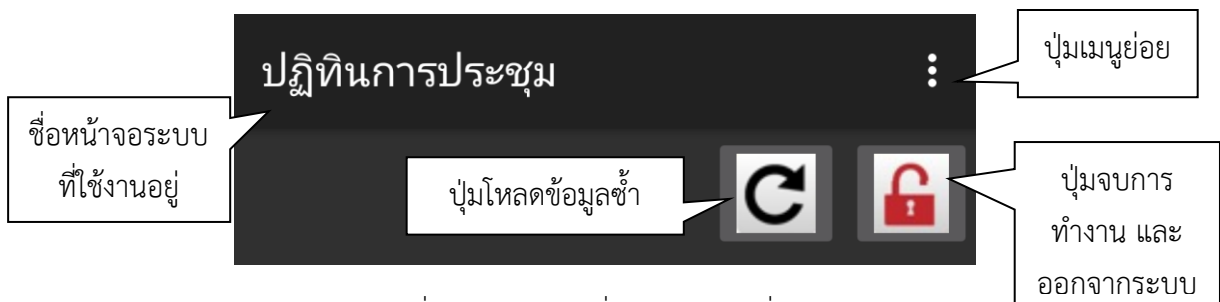 ปฏิทินการประชุม
ปุ่มเมนูย่อย
ชื่อหน้าจอระบบ
ที่ใช้งานอยู่
ปุ่มโหลดข้อมูลซ้ำ
ปุ่มจบการ
ทำงาน และ
ออกจากระบบ